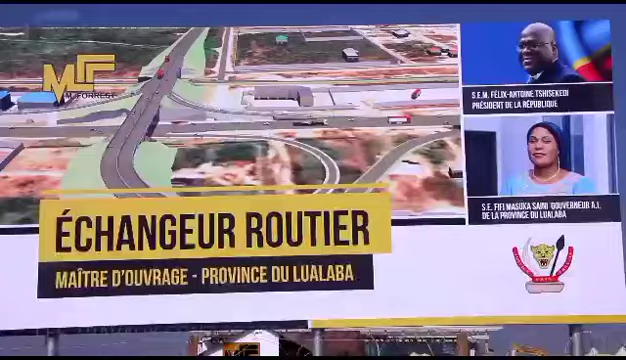 MF
M. FORREST
S.E.M. FÉLIX-ANTOINE TSHISEKEDI
PRÉSIDENT DE LA RÉPUBLIQUE
S.E. FIFI MASUKA SAINI GOUVERNEUR A.I.
DE LA PROVINCE DU LUALABA
ÉCHANGEUR ROUTIER
MAÎTRE D'OUVRAGE - PROVINCE DU LUALABA